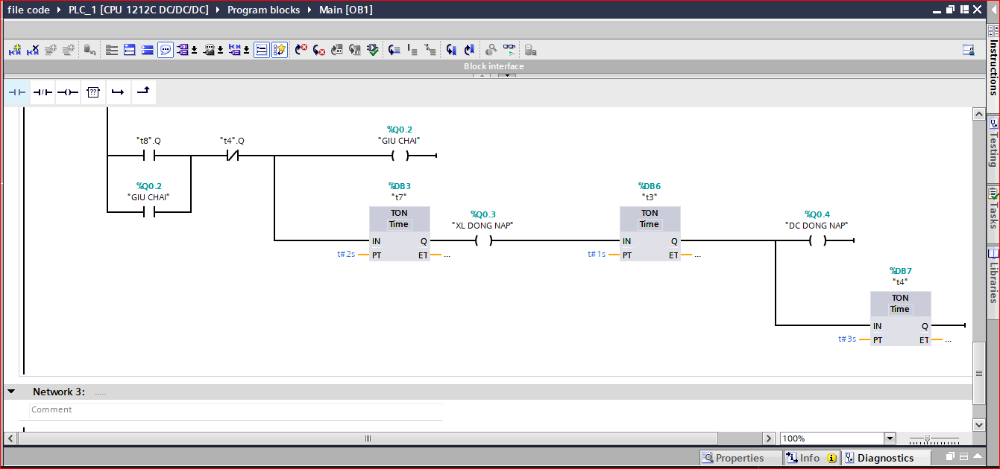 file code PLC_1 [CPU 1212C DC/DC/DC] Program blocks Main [OB1]
Block interface
??
%Q0.2
"t8".Q "t4".Q "GIU CHAI"
%Q0.2 %DB3 %DB6
"GIU CHAI" "t7" "t3"
TON %Q0.3 TON %Q0.4
Time "XL DONG NAP" Time "DC DONG NAP"
IN Q IN Q
t#2s PT ET ... t#1s PT ET ...
%DB7
"t4"
TON
Time
IN Q
t#3s PT ET ...
Network 3: .....
Comment
100%
Properties Info Diagnostics
Instructions
Testing
Tasks
Libraries